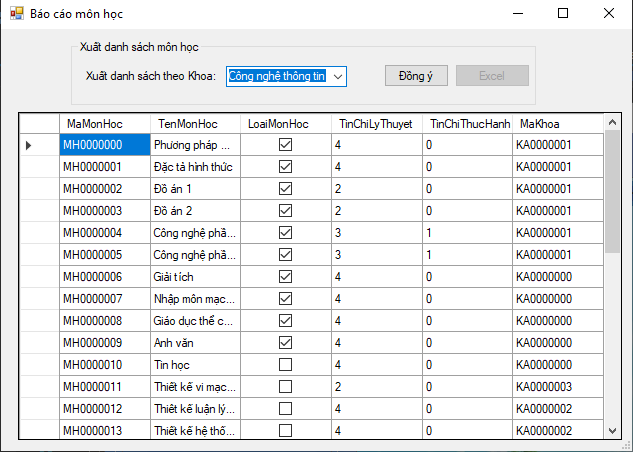 Báo cáo môn học
Xuất danh sách môn học
Xuất danh sách theo Khoa: Công nghệ thông tin Đồng ý Excel
MaMonHoc TenMonHoc LoaiMonHoc TinChiLyThuyet TinChiThucHanh MaKhoa
MH0000000 Phương pháp ... 4 0 KA0000001
MH0000001 Đặc tả hình thức 4 0 KA0000001
MH0000002 Đồ án 1 2 0 KA0000001
MH0000003 Đồ án 2 2 0 KA0000001
MH0000004 Công nghệ phầ... 3 1 KA0000001
MH0000005 Công nghệ phầ... 3 1 KA0000001
MH0000006 Giải tích 4 0 KA0000000
MH0000007 Nhập môn mạc... 4 0 KA0000000
MH0000008 Giáo dục thể c... 4 0 KA0000000
MH0000009 Anh văn 4 0 KA0000000
MH0000010 Tin học 4 0 KA0000000
MH0000011 Thiết kế vi mạc... 2 0 KA0000003
MH0000012 Thiết kế luận lý... 4 0 KA0000002
MH0000013 Thiết kế hệ thố... 4 0 KA0000002